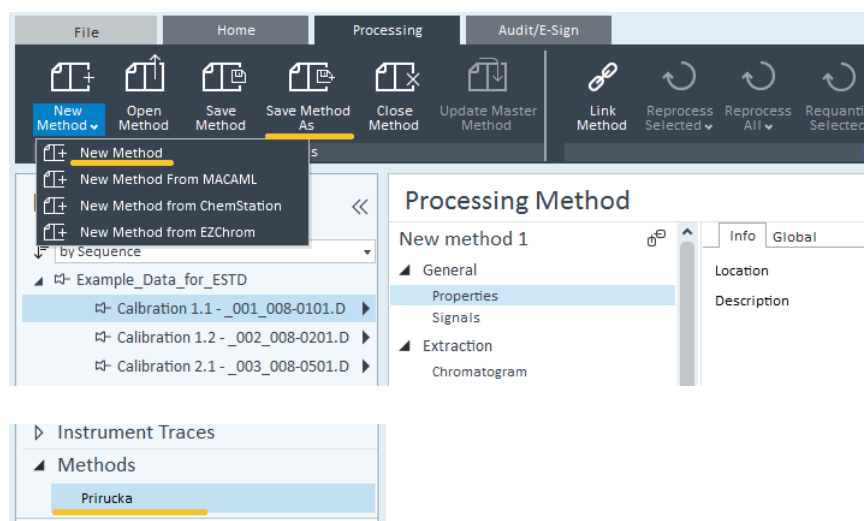 File Home Processing Audit/E-Sign
New Method Open Method Save Method Save Method As Close Method Update Master Method Link Method Reprocess Selected Reprocess All Requanti Selected
s
New Method
New Method From MACAML
New Method from ChemStation
New Method from EZChrom
by Sequence
Example_Data_for_ESTD
Calbration 1.1 - _001_008-0101.D
Calibration 1.2 - _002_008-0201.D
Calibration 2.1 - _003_008-0501.D
Processing Method
New method 1
General
Properties
Signals
Extraction
Chromatogram
Info Global
Location
Description
Instrument Traces
Methods
Prirucka